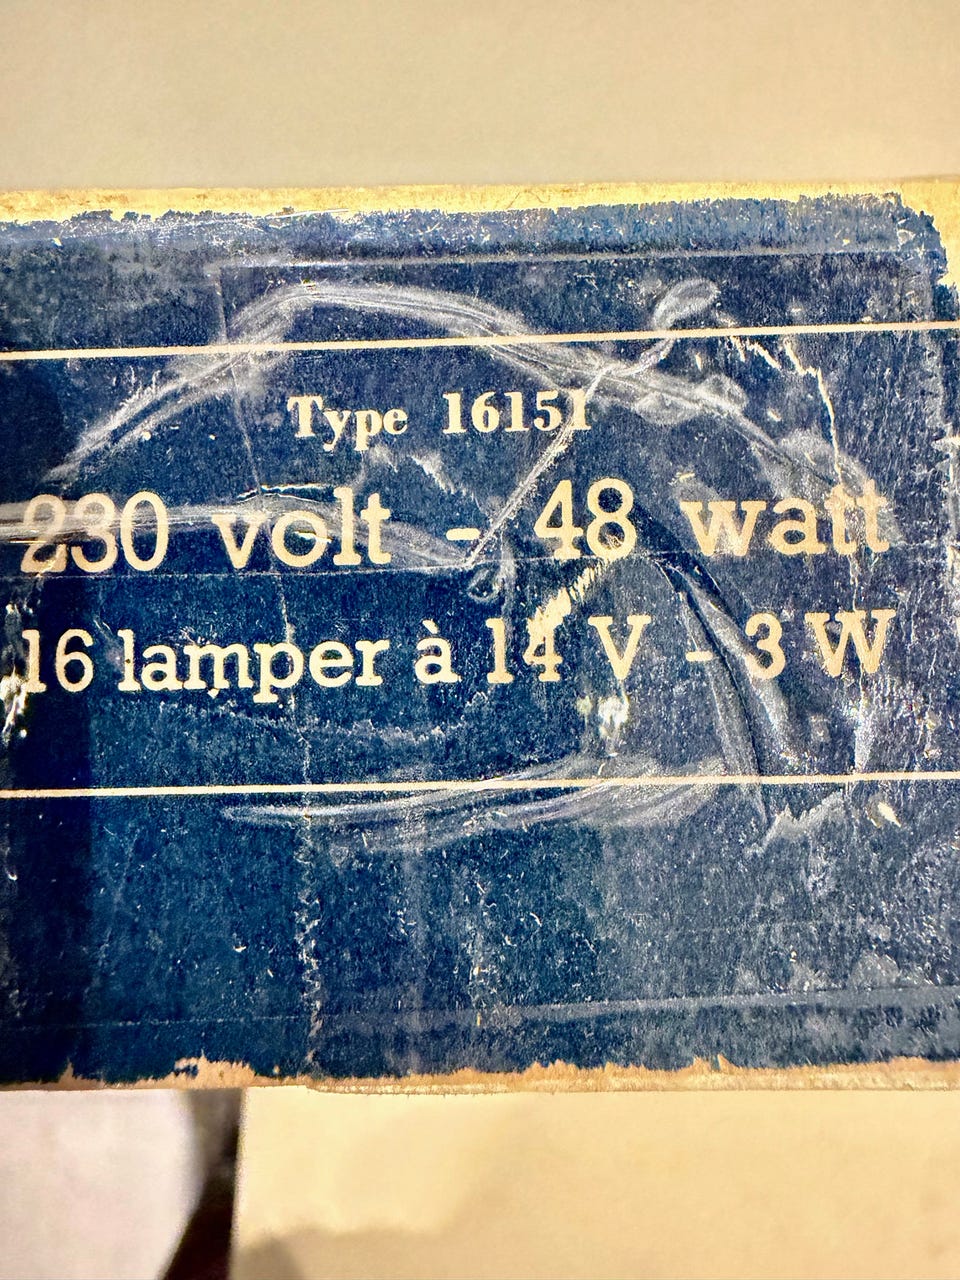 Type 16151
230 volt - 48 watt
16 lamper à 14 V - 3 W